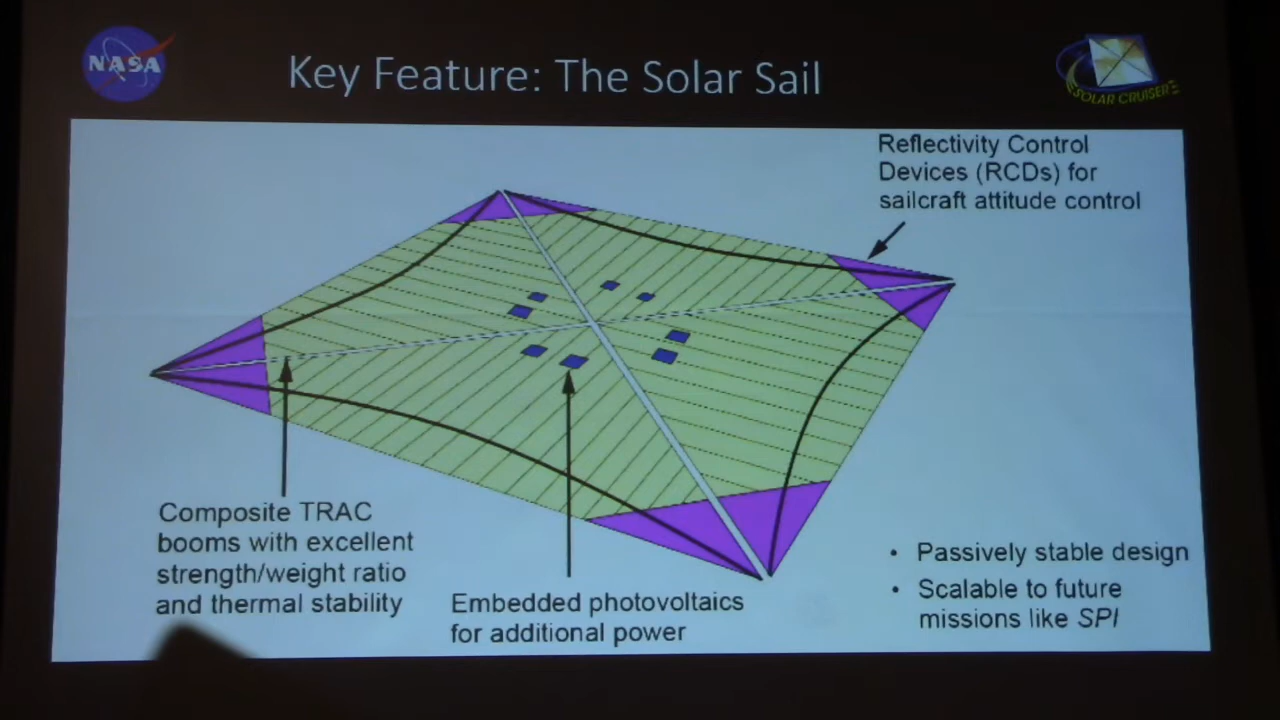 NASA
Key Feature: The Solar Sail
SOLAR CRUISER
Reflectivity Control
Devices (RCDs) for
sailcraft attitude control
Composite TRAC
booms with excellent
strength/weight ratio
and thermal stability
Embedded photovoltaics
for additional power
• Passively stable design
• Scalable to future
missions like SPI